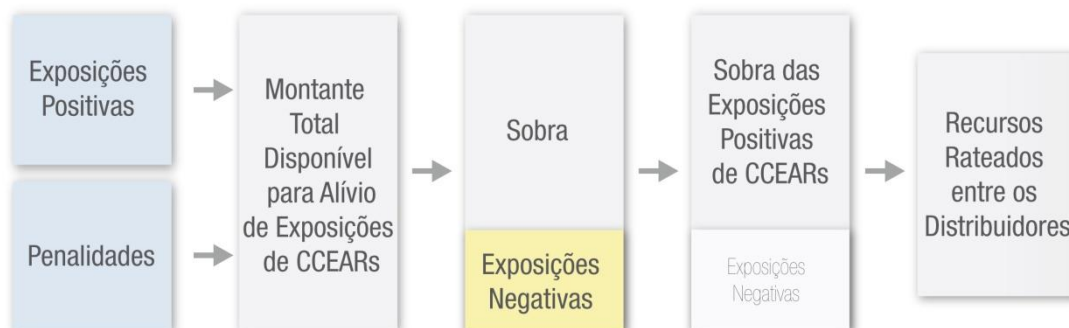 Exposições
Positivas
Penalidades
Montante
Total
Disponível
para Alívio
de Exposições
de CCEARs
Sobra
Exposições
Negativas
Sobra das
Exposições
Positivas
de CCEARs
Exposições
Negativas
Recursos
Rateados
entre os
Distribuidores